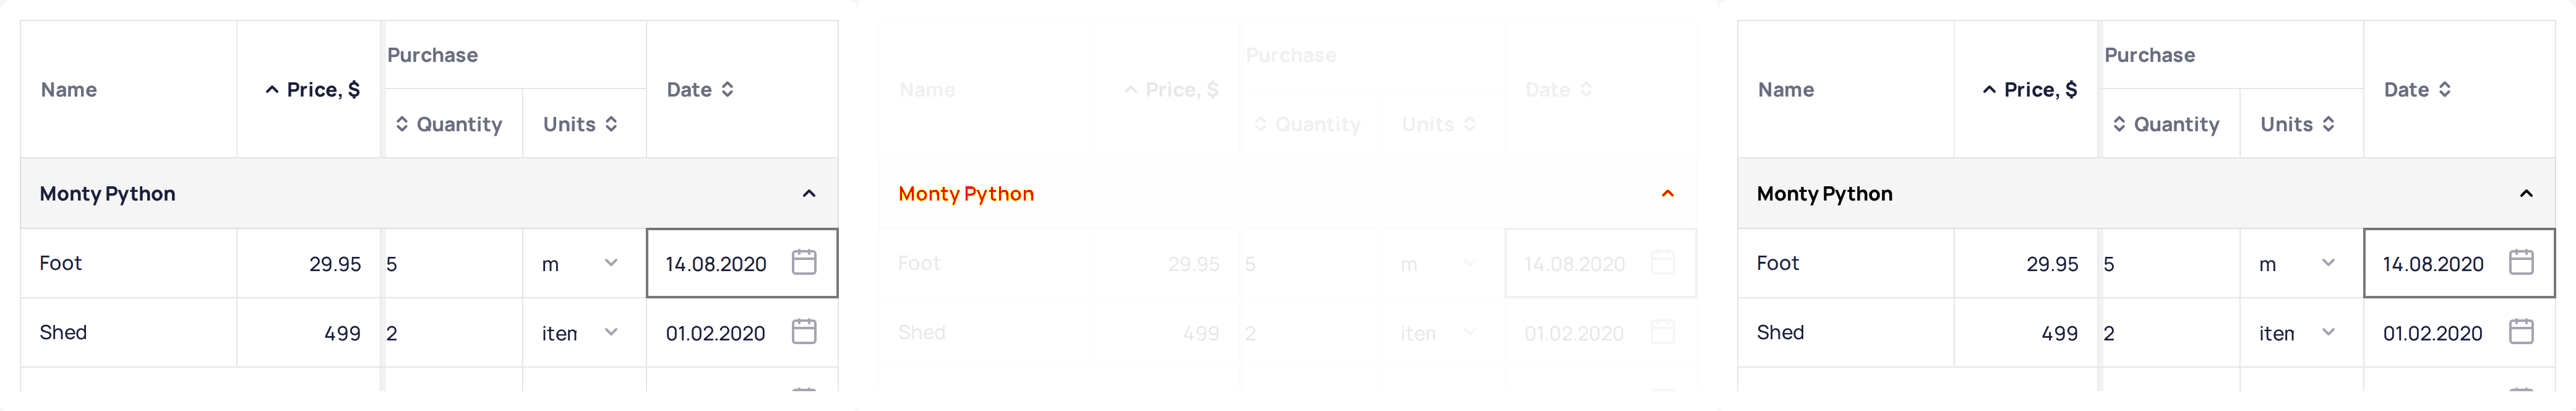 Purchase
Name Price, $ Date
Quantity Units
Monty Python
Foot 29.95 5 m 14.08.2020
Shed 499 2 iten 01.02.2020
Purchase
Name Price, $ Date
Quantity Units
Monty Python
Foot 29.95 5 m 14.08.2020
Shed 499 2 iten 01.02.2020
Purchase
Name Price, $ Date
Quantity Units
Monty Python
Foot 29.95 5 m 14.08.2020
Shed 499 2 iten 01.02.2020